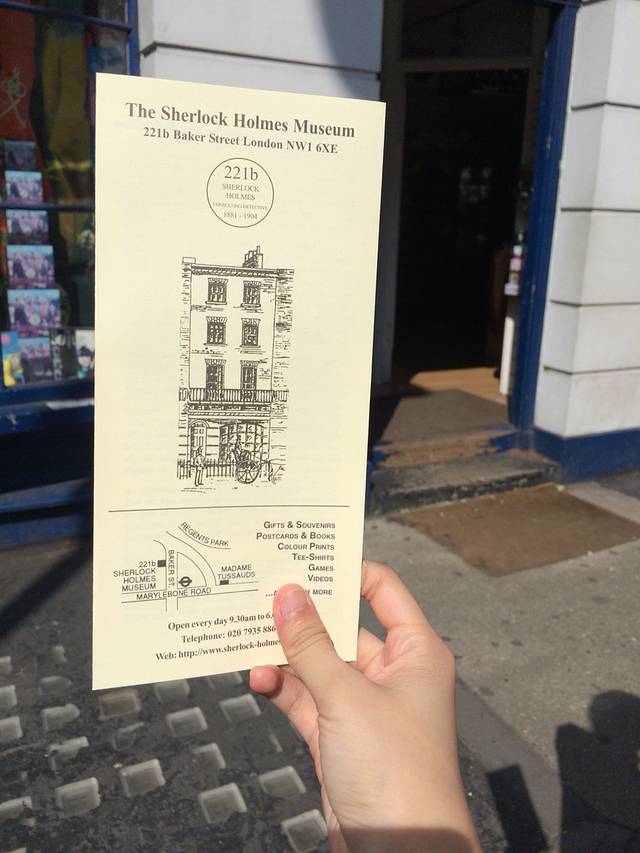 The Sherlock Holmes Museum
221b Baker Street London NW1 6XE
221b
SHERLOCK
HOLMES
CONSULTING DETECTIVE
1881 - 1904
REGENTS PARK
221b
SHERLOCK
HOLMES
MUSEUM
BAKER ST.
MADAME
TUSSAUDS
MARYLEBONE ROAD
GIFTS & SOUVENIRS
POSTCARDS & BOOKS
COLOUR PRINTS
TEE-SHIRTS
GAMES
VIDEOS
MORE
Open every day 9.30am to
Telephone: 020 7935
Web: http://www.sherlock-holmes